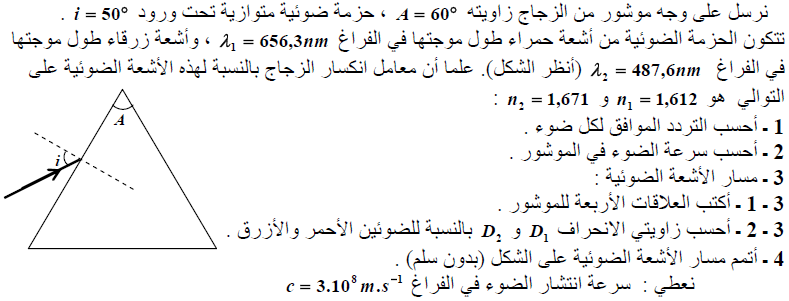 نرسل على وجه موشور من الزجاج زاويته A = 60° ، حزمة ضوئية متوازية تحت ورود i = 50° .
تتكون الحزمة الضوئية من أشعة حمراء طول موجتها في الفراغ λ₁ = 656,3nm ، وأشعة زرقاء طول موجتها
في الفراغ λ₂ = 487,6nm (أنظر الشكل). علما أن معامل انكسار الزجاج بالنسبة لهذه الأشعة الضوئية على
التوالي هو n₁ = 1,612 و n₂ = 1,671 :
1 - أحسب التردد الموافق لكل ضوء .
2 - أحسب سرعة الضوء في الموشور .
3 - مسار الأشعة الضوئية :
3 - 1 - أكتب العلاقات الأربعة للموشور .
3 - 2 - أحسب زاويتي الانحراف D₁ و D₂ بالنسبة للضوئين الأحمر والأزرق .
4 - أتمم مسار الأشعة الضوئية على الشكل (بدون سلم) .
نعطي : سرعة انتشار الضوء في الفراغ c = 3.10⁸ m.s⁻¹
A
i